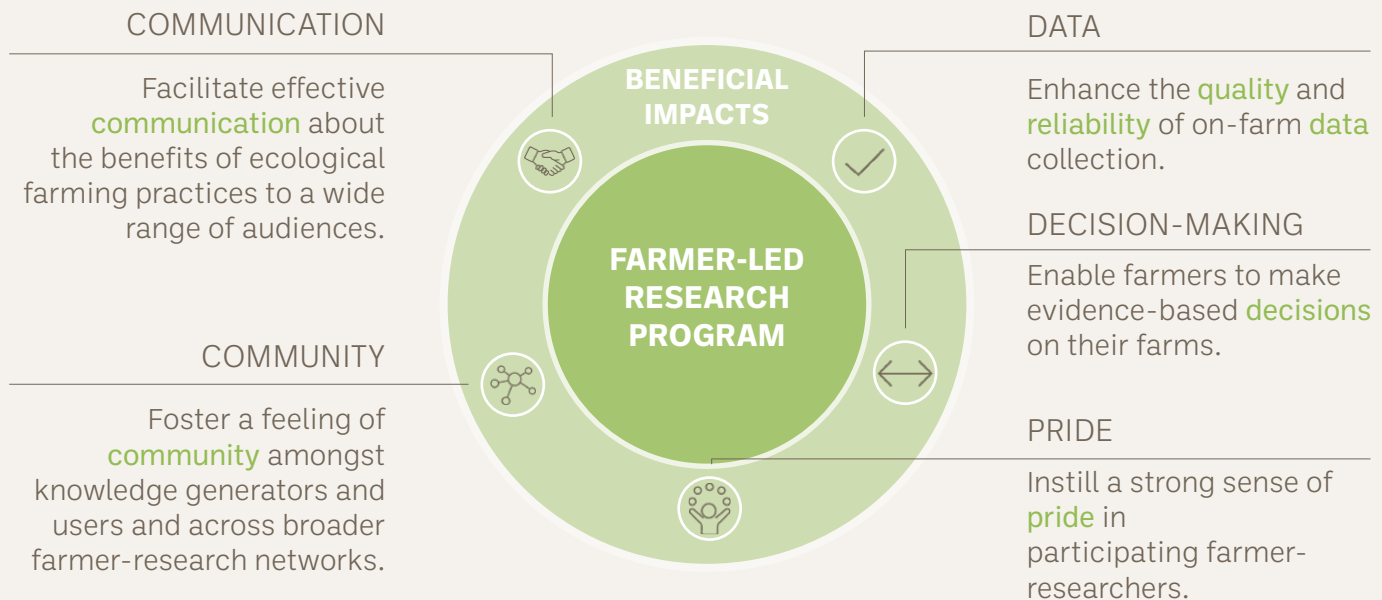 COMMUNICATION
Facilitate effective
communication about
the benefits of ecological
farming practices to a wide
range of audiences.
COMMUNITY
Foster a feeling of
community amongst
knowledge generators and
users and across broader
farmer-research networks.
BENEFICIAL
IMPACTS
FARMER-LED
RESEARCH
PROGRAM
DATA
Enhance the quality and
reliability of on-farm data
collection.
DECISION-MAKING
Enable farmers to make
evidence-based decisions
on their farms.
PRIDE
Instill a strong sense of
pride in
participating farmer-
researchers.